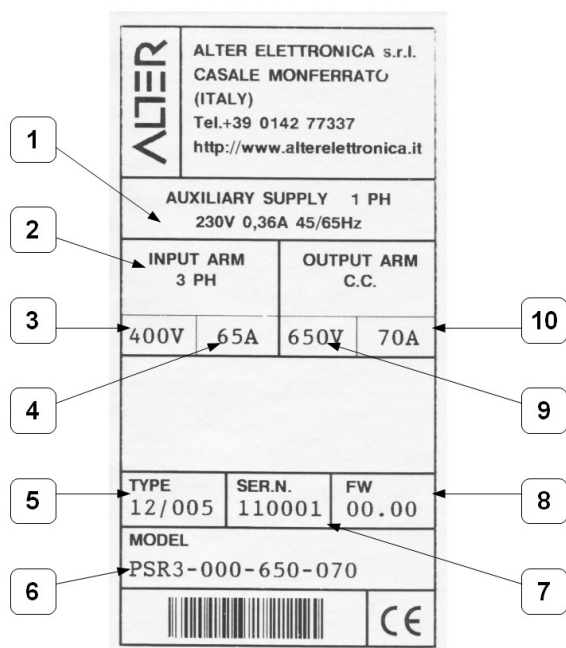 ALTER
ALTER ELETTRONICA s.r.l.
CASALE MONFERRATO
(ITALY)
Tel.+39 0142 77337
http://www.alterelettronica.it
1
AUXILIARY SUPPLY 1 PH
230V 0,36A 45/65Hz
2
INPUT ARM
3 PH
OUTPUT ARM
C.C.
3
400V 65A 650V 70A
10
4
9
5
TYPE
12/005
SER.N.
110001
FW
00.00
8
MODEL
6
PSR3-000-650-070
7
CE